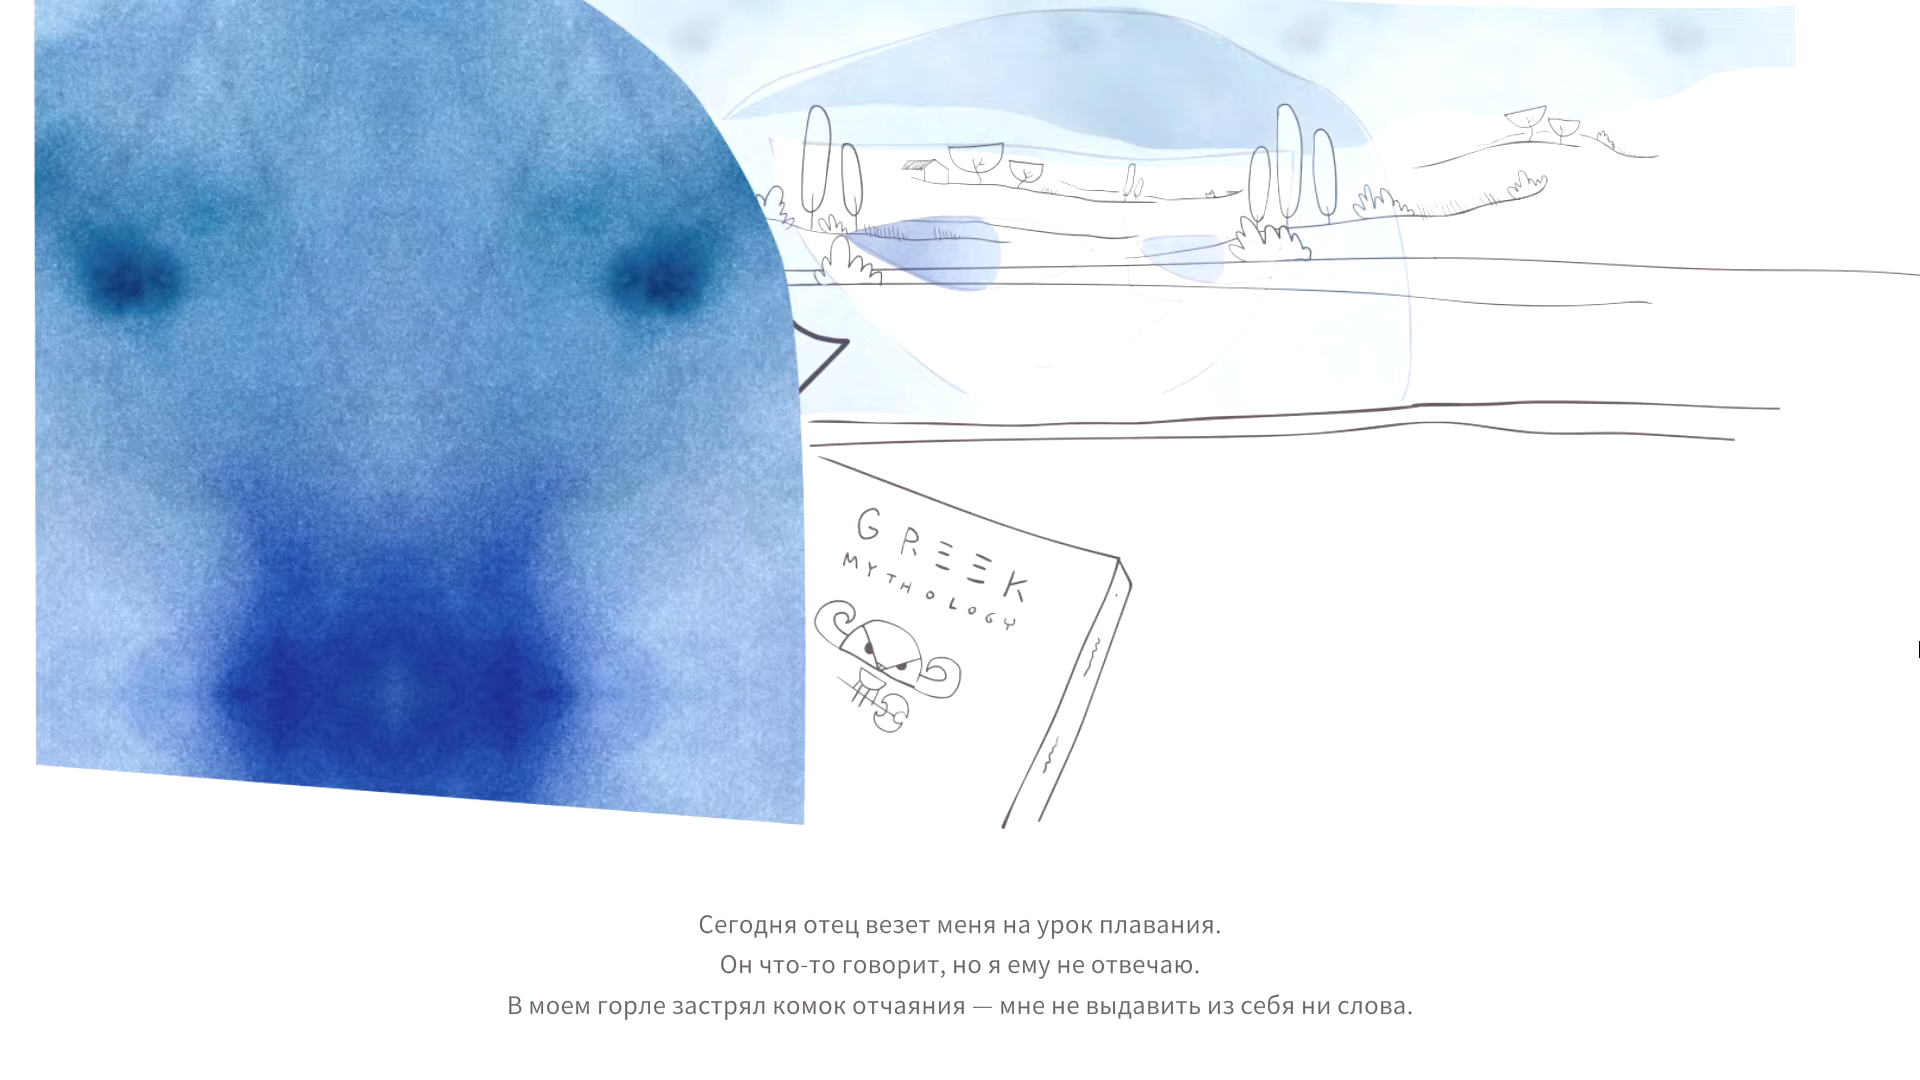 GREEK
MYTHOLOGY
Сегодня отец везет меня на урок плавания.
Он что-то говорит, но я ему не отвечаю.
В моем горле застрял комок отчаяния — мне не выдавить из себя ни слова.